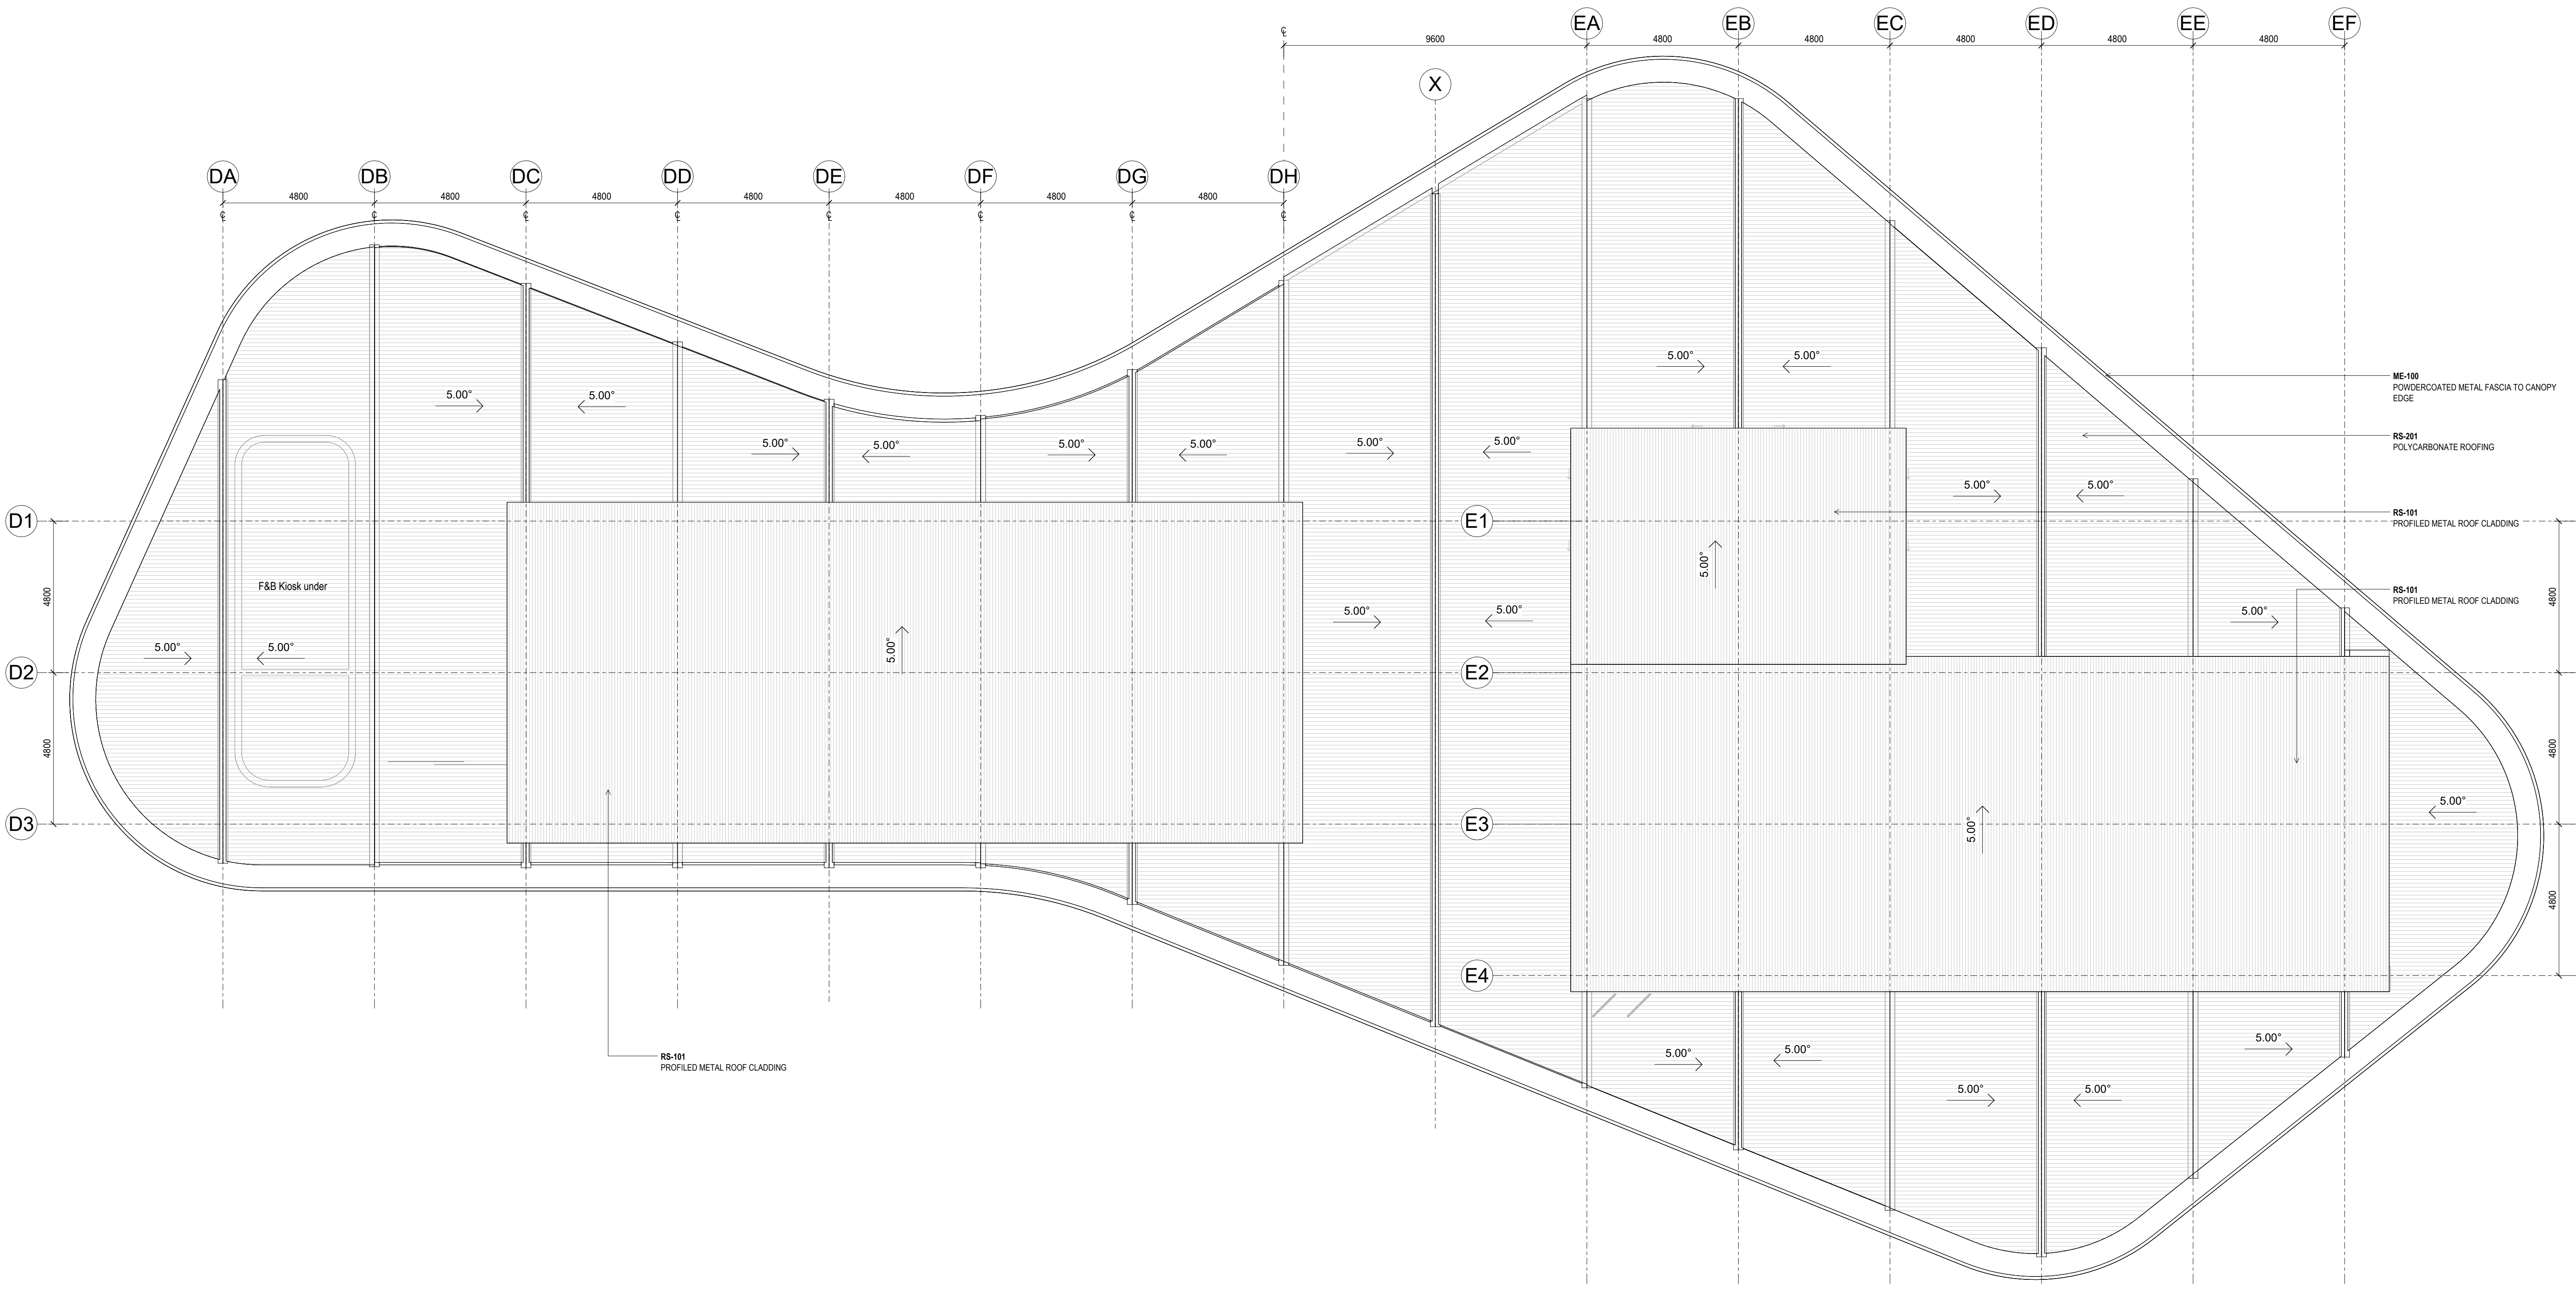 ℄
EA
EB
EC
ED
EE
EF
9600
4800
4800
4800
4800
4800
X
DA
DB
DC
DD
DE
DF
DG
DH
4800
4800
4800
4800
4800
4800
4800
℄
℄
℄
℄
℄
℄
℄
℄
5.00°
5.00°
ME-100
POWDERCOATED METAL FASCIA TO CANOPY
EDGE
5.00°
5.00°
RS-201
POLYCARBONATE ROOFING
5.00°
5.00°
5.00°
5.00°
5.00°
5.00°
5.00°
5.00°
RS-101
PROFILED METAL ROOF CLADDING
D1
E1
5.00°
F&B Kiosk under
4800
4800
RS-101
PROFILED METAL ROOF CLADDING
5.00°
5.00°
5.00°
5.00°
5.00°
5.00°
D2
E2
4800
4800
5.00°
D3
E3
5.00°
4800
E4
5.00°
5.00°
5.00°
RS-101
PROFILED METAL ROOF CLADDING
5.00°
5.00°